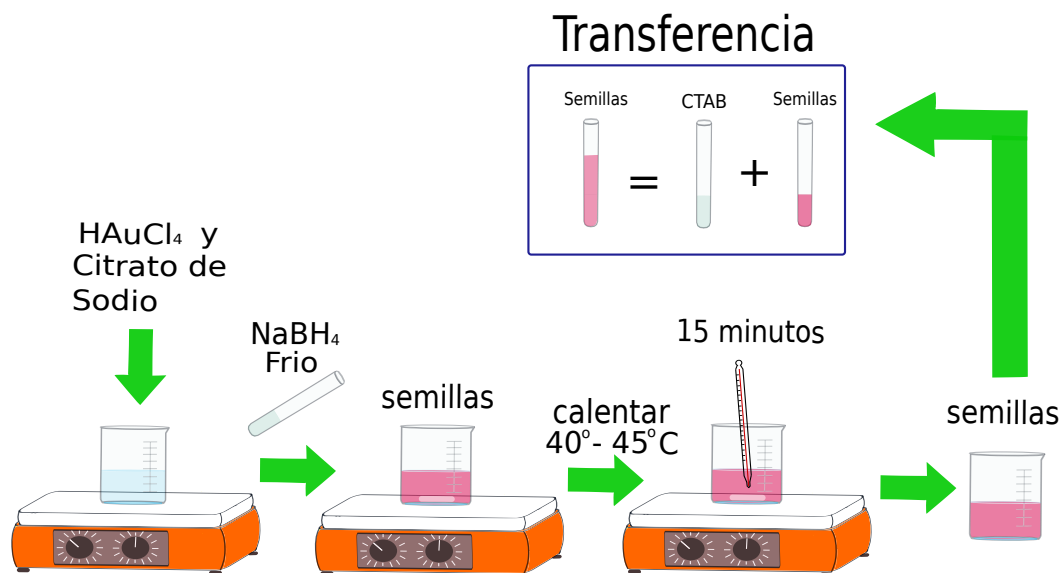 Transferencia
Semillas
CTAB
Semillas
=
+
HAuCl₄ y
Citrato de
Sodio
NaBH₄
Frio
semillas
calentar
40°- 45°C
15 minutos
semillas